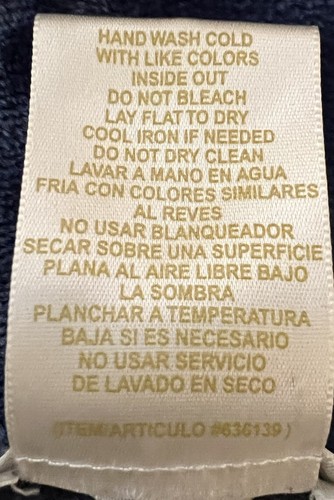 HAND WASH COLD
WITH LIKE COLORS
INSIDE OUT
DO NOT BLEACH
LAY FLAT TO DRY
COOL IRON IF NEEDED
DO NOT DRY CLEAN
LAVAR A MANO EN AGUA
FRIA CON COLORES SIMILARES
AL REVES
NO USAR BLANQUEADOR
SECAR SOBRE UNA SUPERFICIE
PLANA AL AIRE LIBRE BAJO
LA SOMBRA
PLANCHAR A TEMPERATURA
BAJA SI ES NECESARIO
NO USAR SERVICIO
DE LAVADO EN SECO
(ITEM/ARTICULO #636139)